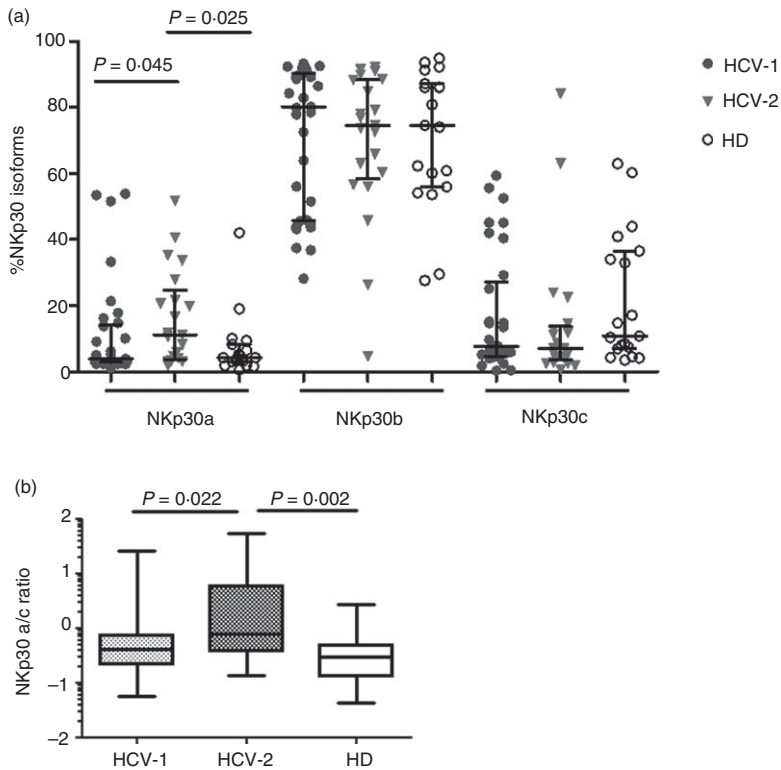 (a)
P = 0·025
P = 0·045
100
80
60
40
20
0
%NKp30 isoforms
NKp30a
NKp30b
NKp30c
HCV-1
HCV-2
HD
(b)
P = 0·022
P = 0·002
2
1
0
–1
–2
NKp30 a/c ratio
HCV-1
HCV-2
HD